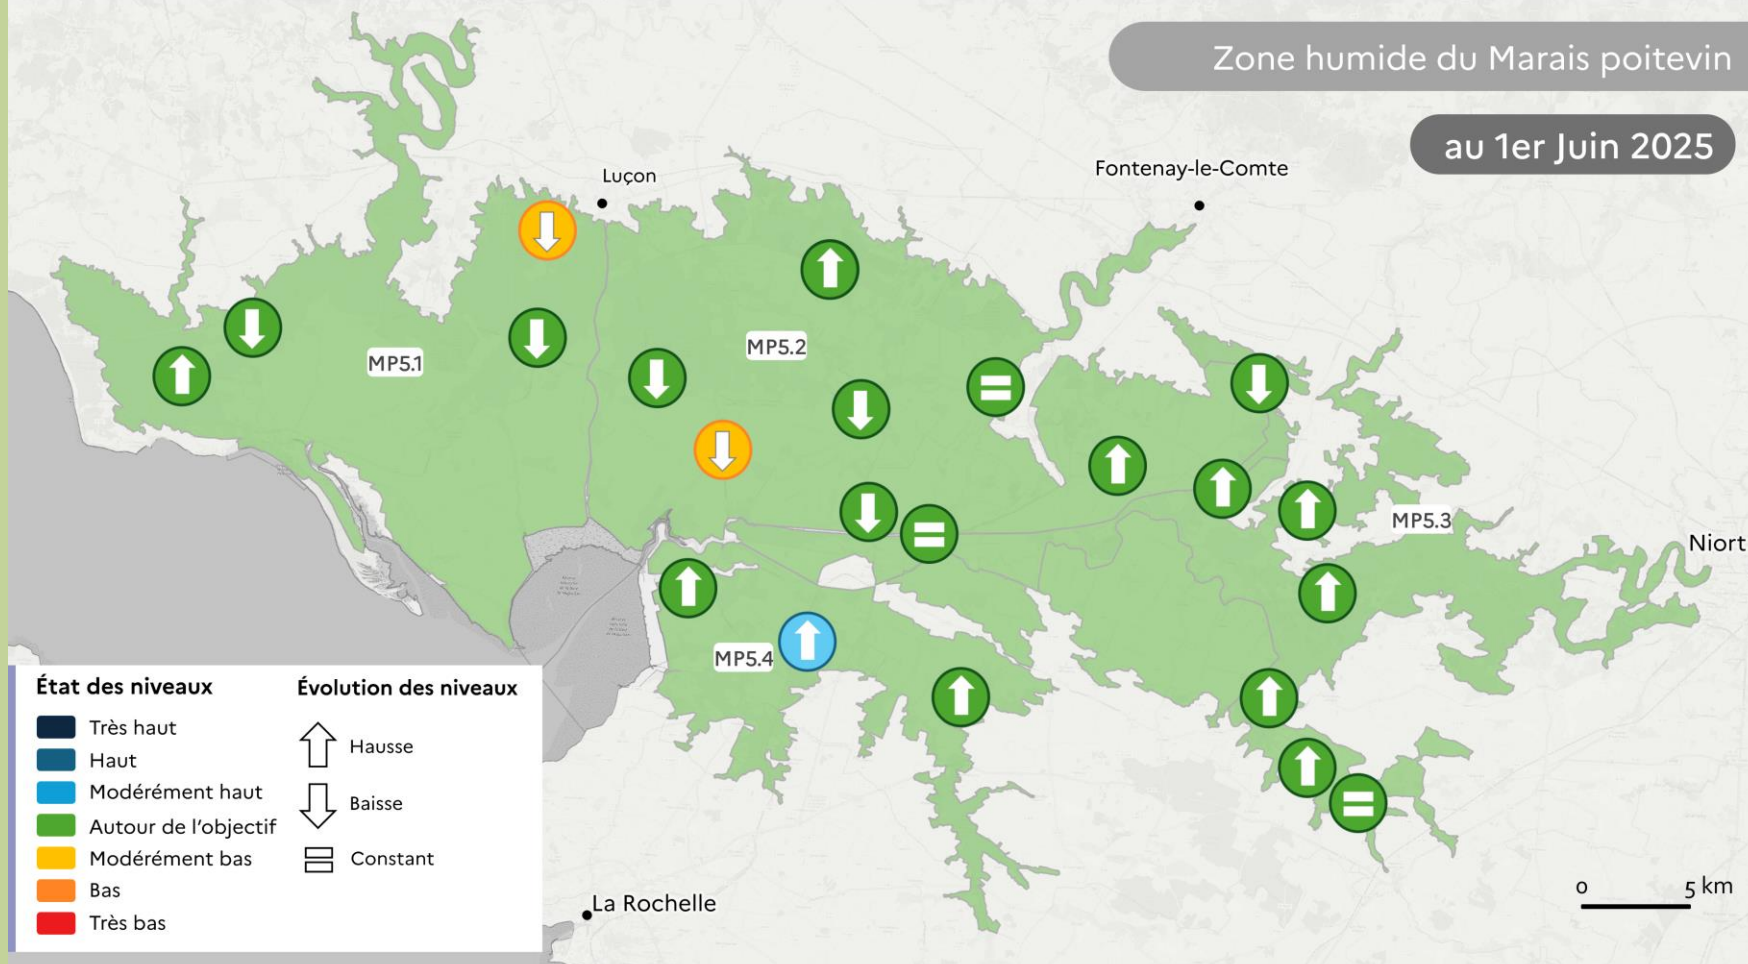 Zone humide du Marais poitevin
au 1er Juin 2025
Fontenay-le-Comte
Luçon
MP5.2
MP5.1
MP5.3
Niort
MP5.4
État des niveaux
Très haut
Haut
Modérément haut
Autour de l’objectif
Modérément bas
Bas
Très bas
Évolution des niveaux
Hausse
Baisse
Constant
La Rochelle
0 5 km